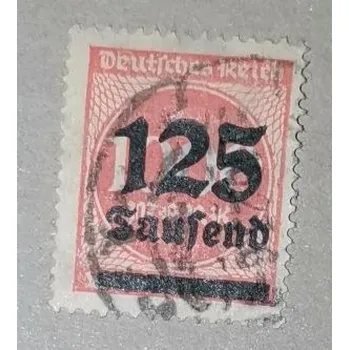 Deutsches Reich
125
Tausend